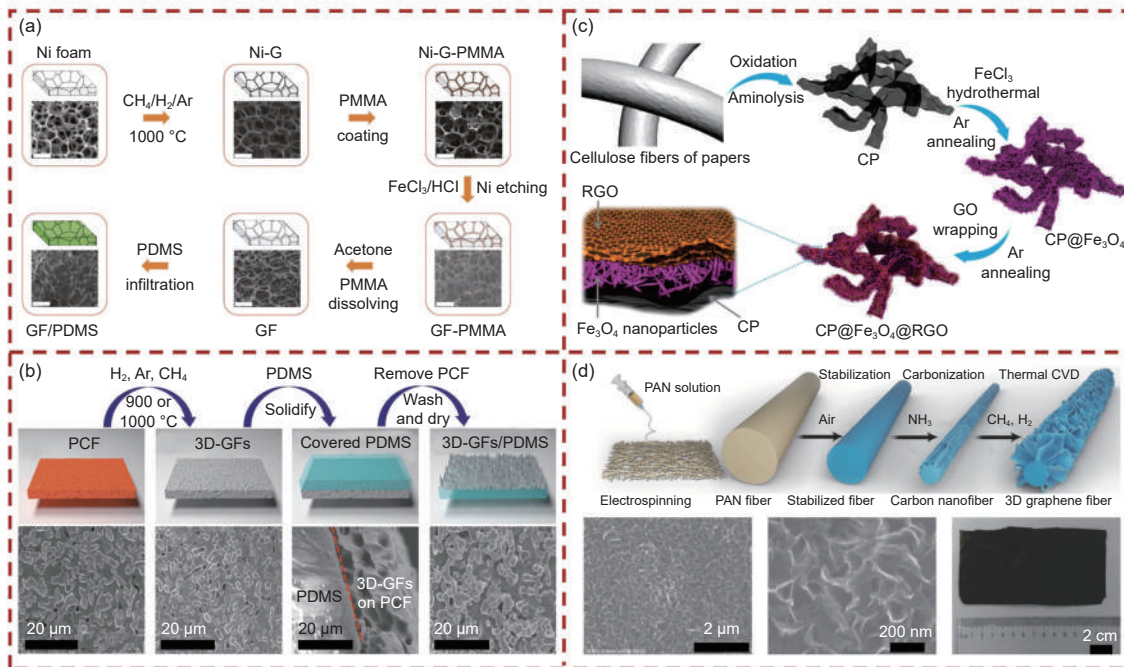 (a)
Ni foam
Ni-G
Ni-G-PMMA
CH₄/H₂/Ar
1000 °C
PMMA
coating
FeCl₃/HCl
Ni etching
PDMS
infiltration
Acetone
PMMA
dissolving
GF/PDMS
GF
GF-PMMA
(b)
H₂, Ar, CH₄
900 or
1000 °C
PDMS
Solidify
Remove PCF
Wash
and dry
PCF
3D-GFs
Covered PDMS
3D-GFs/PDMS
20 μm
20 μm
PDMS
3D-GFs
on PCF
20 μm
20 μm
(c)
Oxidation
Aminolysis
Cellulose fibers of papers
CP
FeCl₃
hydrothermal
Ar
annealing
CP@Fe₃O₄
GO
wrapping
Ar
annealing
RGO
Fe₃O₄ nanoparticles
CP
CP@Fe₃O₄@RGO
(d)
PAN solution
Stabilization
Carbonization
Thermal CVD
Air
NH₃
CH₄, H₂
Electrospinning
PAN fiber
Stabilized fiber
Carbon nanofiber
3D graphene fiber
2 μm
200 nm
2 cm